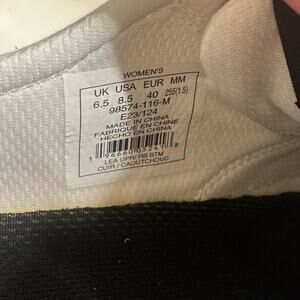 WOMEN'S
UK USA EUR MM
6.5 8.5 40 255(1.5)
98574-116-M
E23/124
MADE IN CHINA
FABRIQUE EN CHINE
HECHO EN CHINA
LEA UPR/ RB BTM
CUIR / CAOUTCHOUC